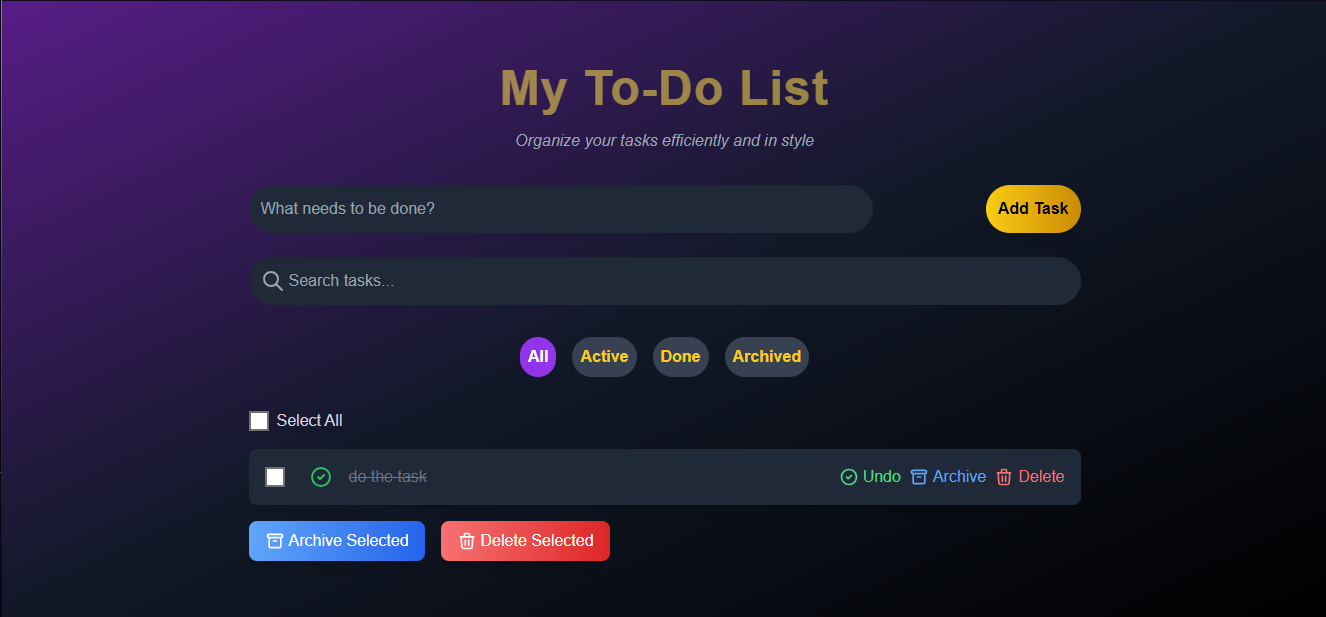 My To-Do List
Organize your tasks efficiently and in style
What needs to be done?
Add Task
Search tasks...
All Active Done Archived
Select All
do the task Undo Archive Delete
Archive Selected Delete Selected